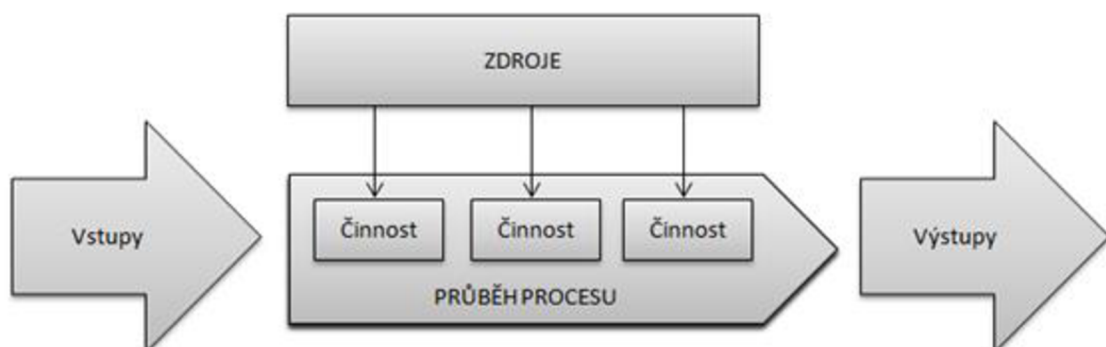 ZDROJE
Vstupy
Činnost
Činnost
Činnost
PRŮBĚH PROCESU
Výstupy